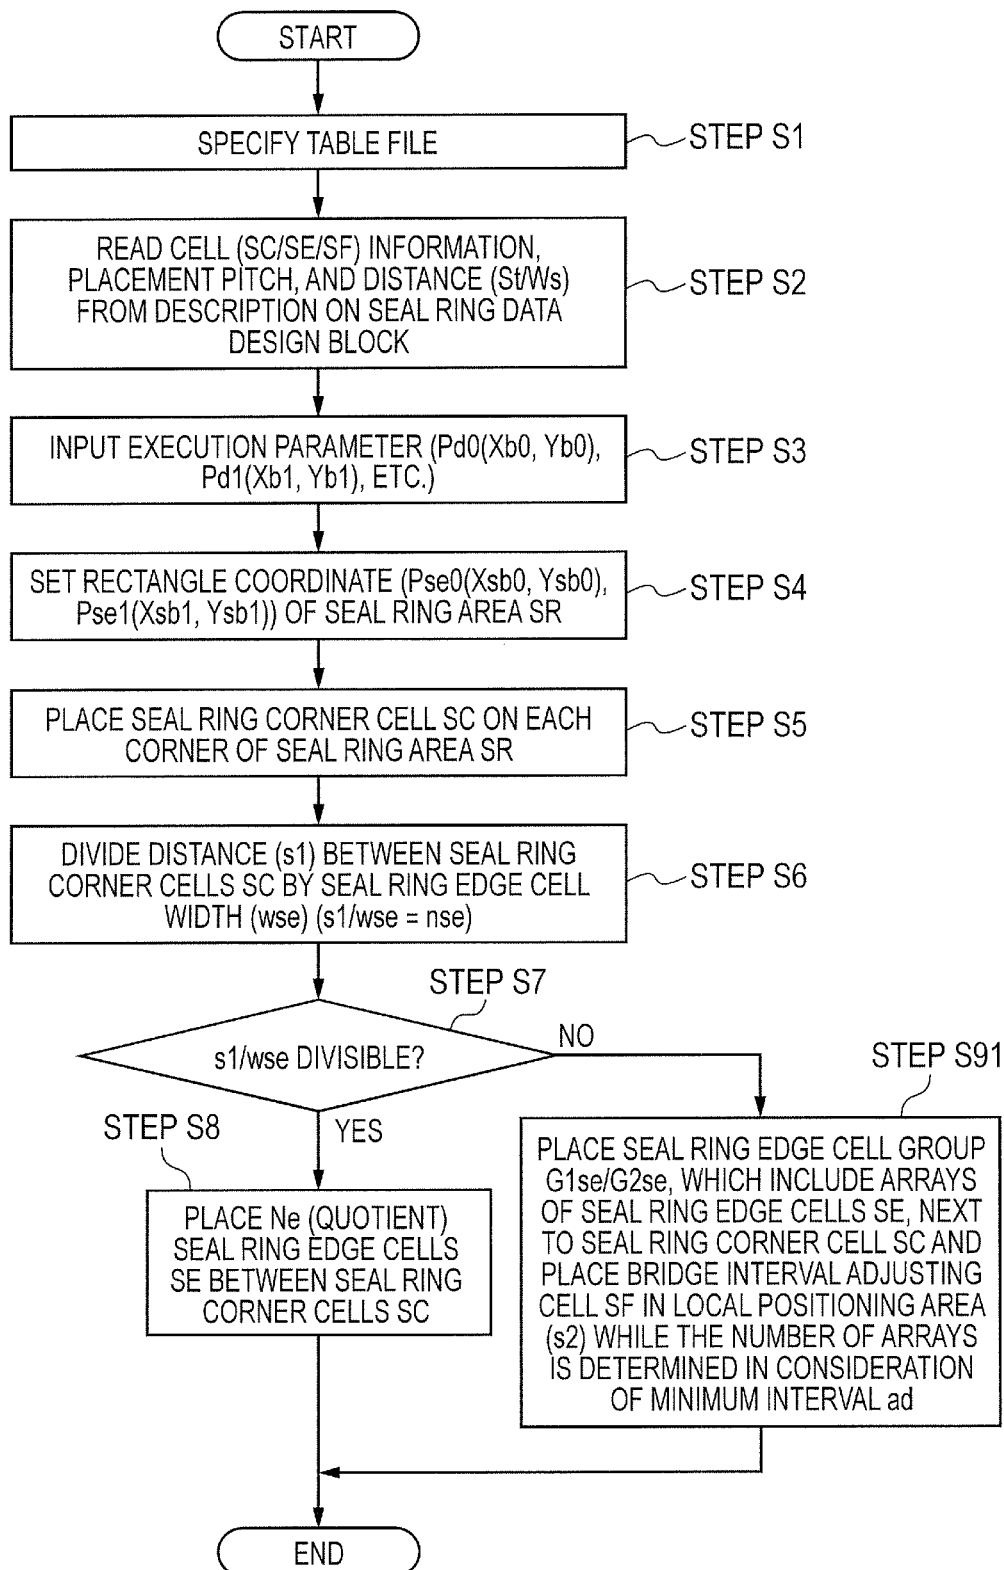 START
SPECIFY TABLE FILE
STEP S1
READ CELL (SC/SE/SF) INFORMATION,
PLACEMENT PITCH, AND DISTANCE (St/Ws)
FROM DESCRIPTION ON SEAL RING DATA
DESIGN BLOCK
STEP S2
INPUT EXECUTION PARAMETER (Pd0(Xb0, Yb0),
Pd1(Xb1, Yb1), ETC.)
STEP S3
SET RECTANGLE COORDINATE (Pse0(Xsb0, Ysb0),
Pse1(Xsb1, Ysb1)) OF SEAL RING AREA SR
STEP S4
PLACE SEAL RING CORNER CELL SC ON EACH
CORNER OF SEAL RING AREA SR
STEP S5
DIVIDE DISTANCE (s1) BETWEEN SEAL RING
CORNER CELLS SC BY SEAL RING EDGE CELL
WIDTH (wse) (s1/wse = nse)
STEP S6
STEP S7
s1/wse DIVISIBLE?
NO
YES
STEP S8
PLACE Ne (QUOTIENT)
SEAL RING EDGE CELLS
SE BETWEEN SEAL RING
CORNER CELLS SC
STEP S91
PLACE SEAL RING EDGE CELL GROUP
G1se/G2se, WHICH INCLUDE ARRAYS
OF SEAL RING EDGE CELLS SE, NEXT
TO SEAL RING CORNER CELL SC AND
PLACE BRIDGE INTERVAL ADJUSTING
CELL SF IN LOCAL POSITIONING AREA
(s2) WHILE THE NUMBER OF ARRAYS
IS DETERMINED IN CONSIDERATION
OF MINIMUM INTERVAL ad
END